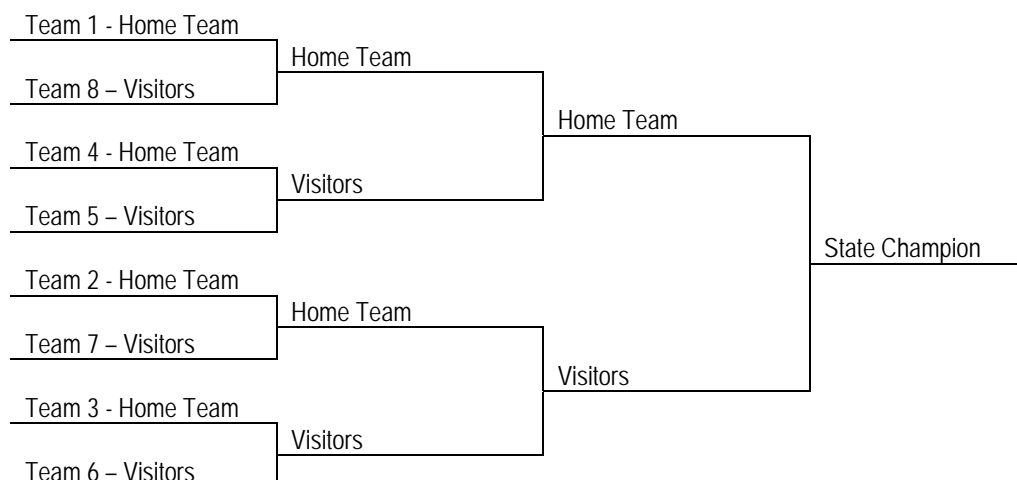 Team 1 - Home Team
Home Team
Team 8 – Visitors
Home Team
Team 4 - Home Team
Visitors
Team 5 – Visitors
State Champion
Team 2 - Home Team
Home Team
Team 7 – Visitors
Visitors
Team 3 - Home Team
Visitors
Team 6 – Visitors